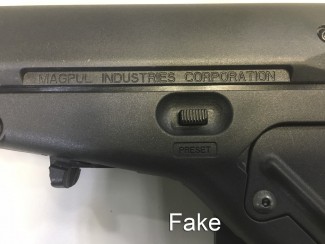 MAGPUL INDUSTRIES CORPORATION
PRESET
Fake